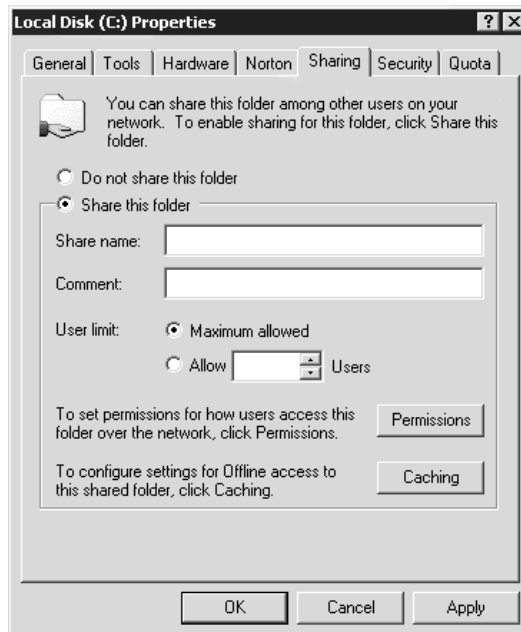 Local Disk (C:) Properties
General Tools Hardware Norton Sharing Security Quota
You can share this folder among other users on your
network. To enable sharing for this folder, click Share this
folder.
Do not share this folder
Share this folder
Share name:
Comment:
User limit: Maximum allowed
Allow Users
To set permissions for how users access this
folder over the network, click Permissions.
Permissions
To configure settings for Offline access to
this shared folder, click Caching.
Caching
OK Cancel Apply